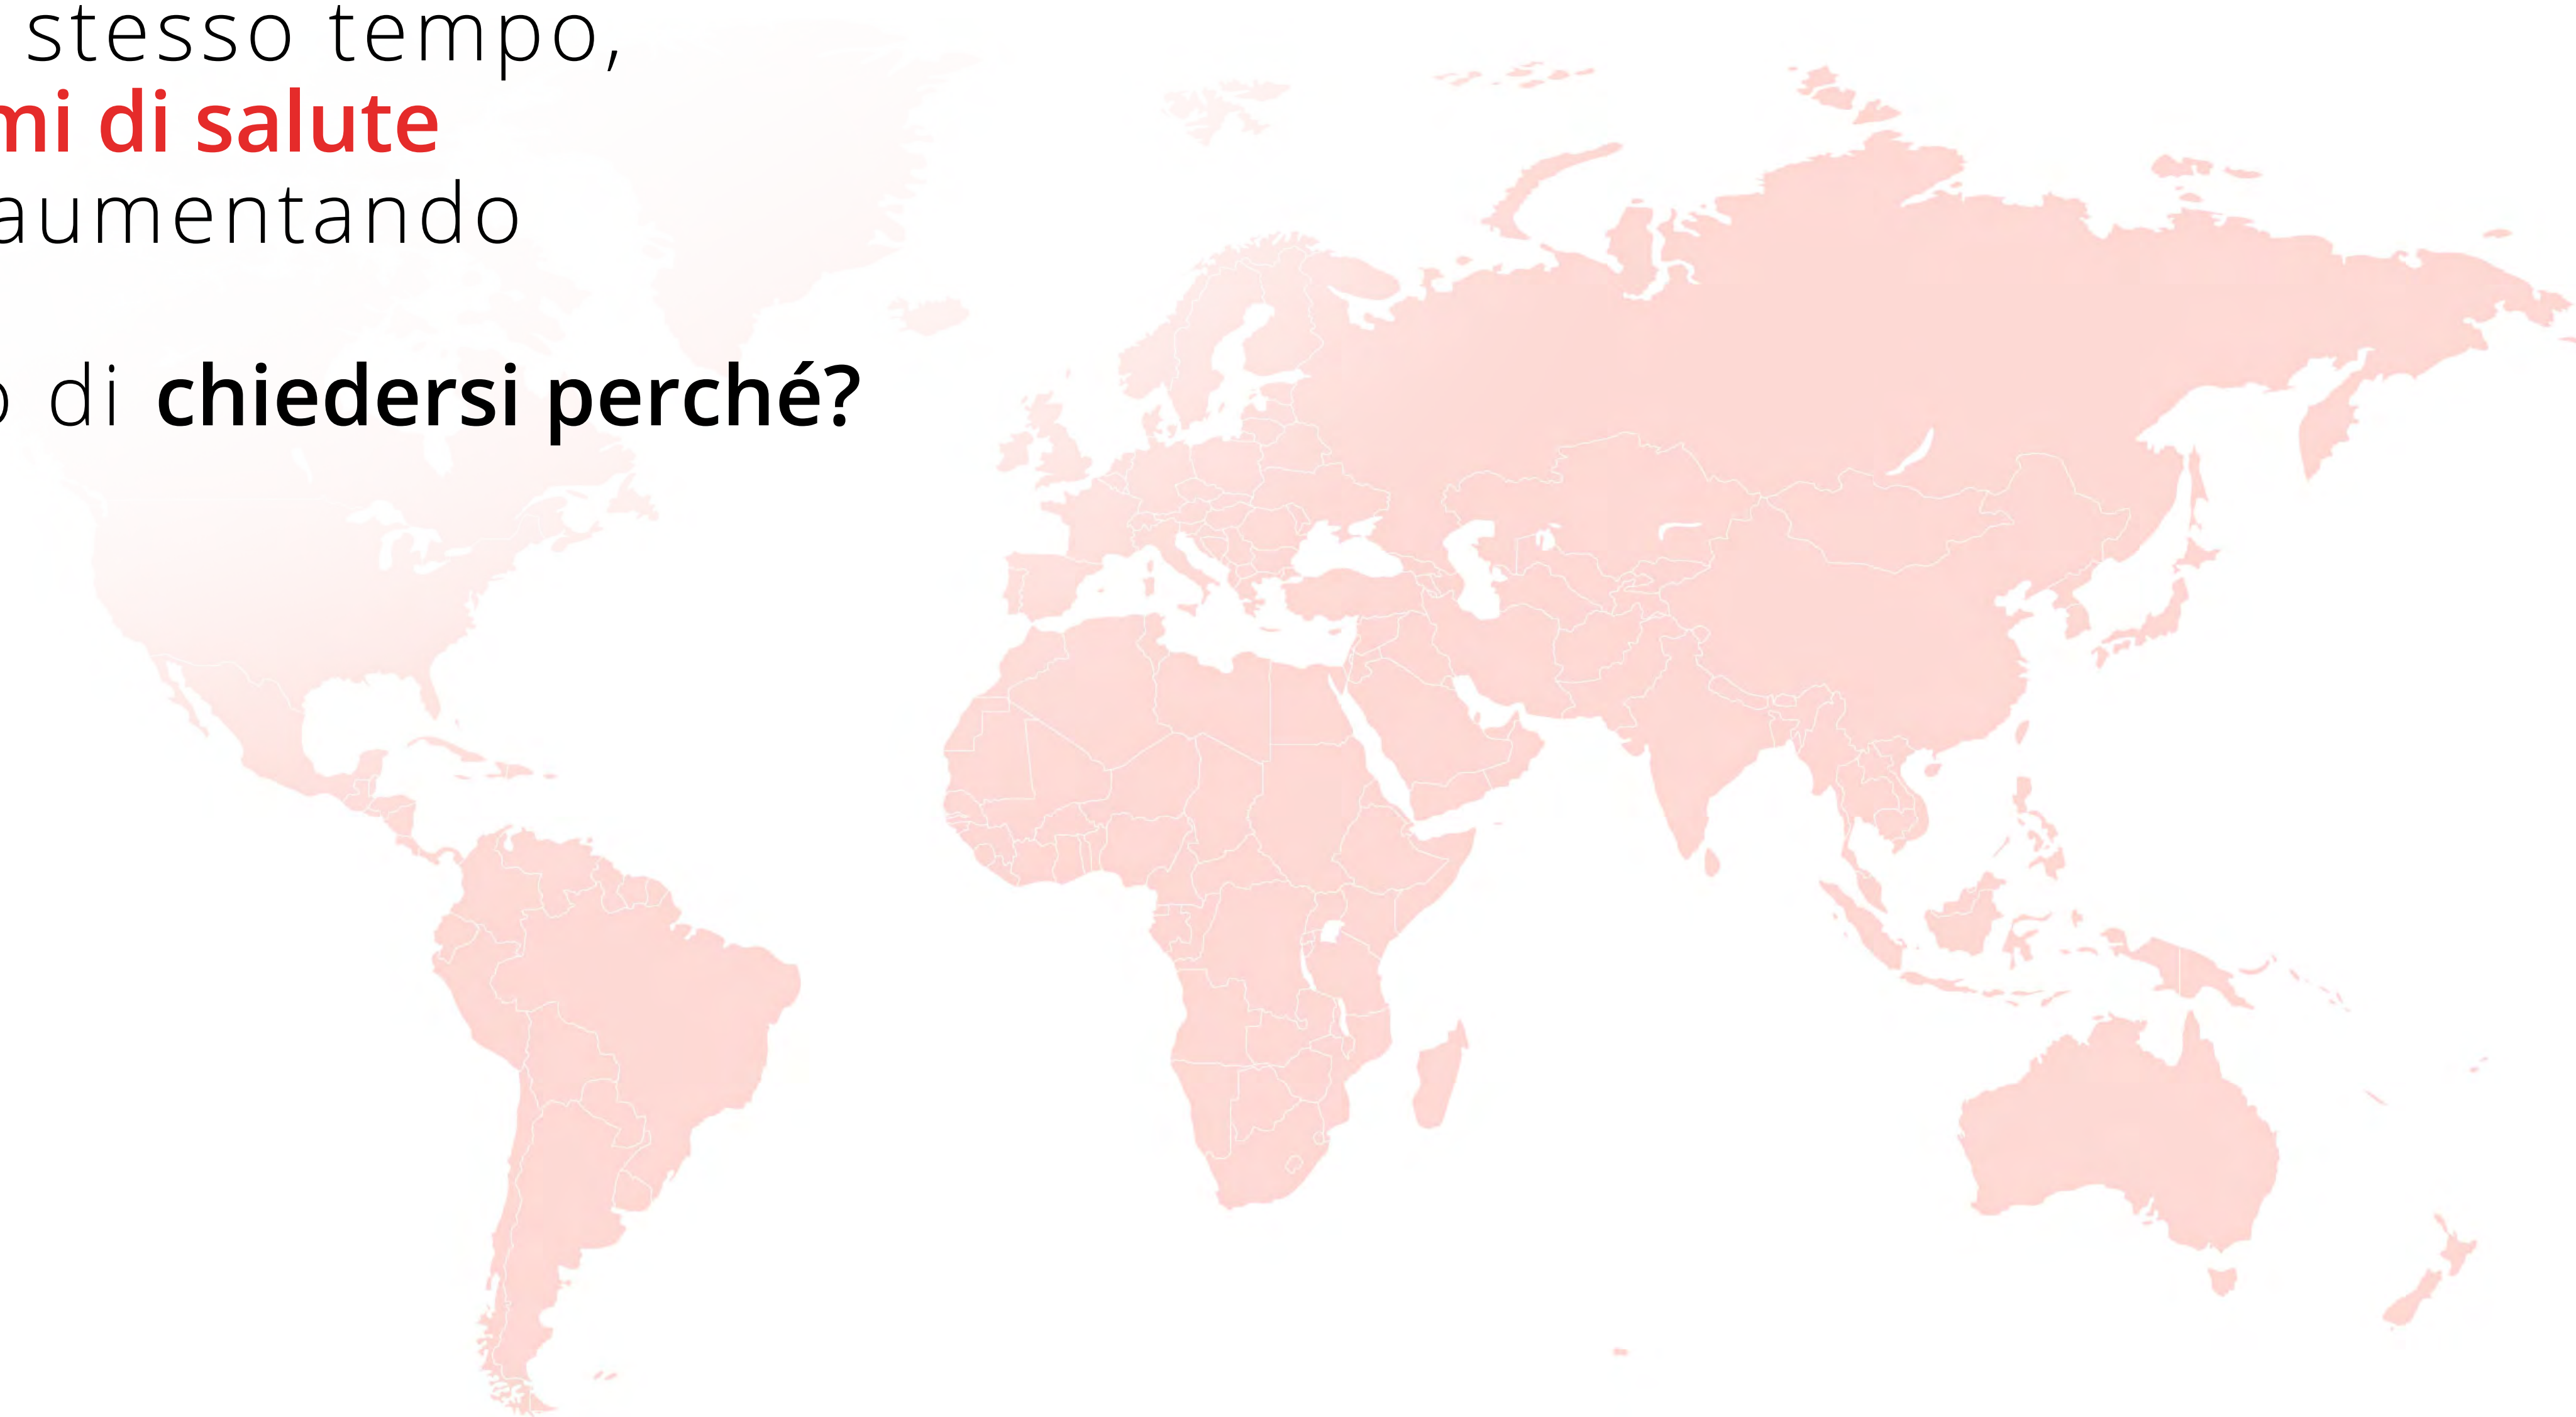 stesso tempo,
mi di salute
aumentando
o di chiedersi perché?